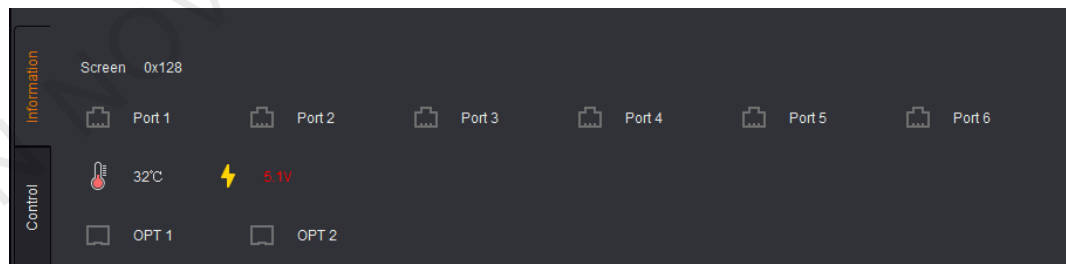 Information
Control
Screen 0x128
Port 1 Port 2 Port 3 Port 4 Port 5 Port 6
32℃ 5.1V
OPT 1 OPT 2